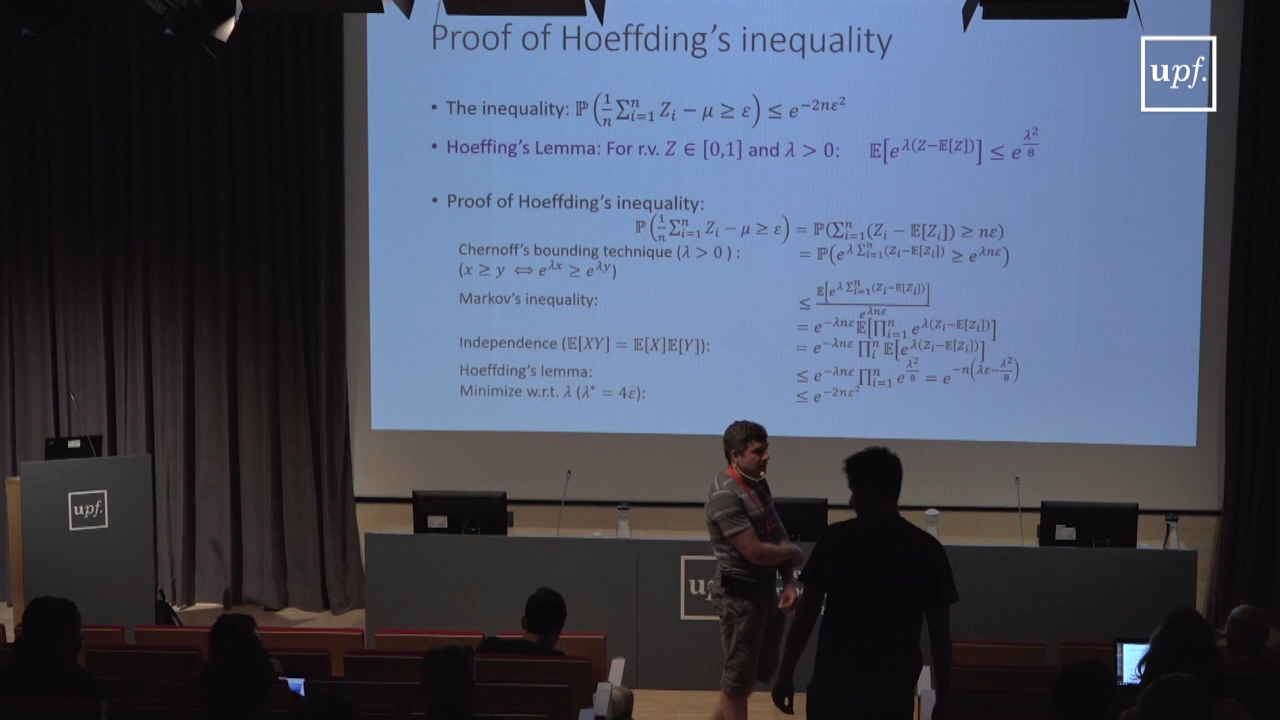 Proof of Hoeffding's inequality
upf.
• The inequality: ℙ(1/n ∑ⁿᵢ₌₁ Zᵢ − μ ≥ ε) ≤ e^{−2nε²}
• Hoeffing's Lemma: For r.v. Z ∈ [0,1] and λ > 0: 𝔼[e^{λ(Z−𝔼[Z])}] ≤ e^{λ²/8}
• Proof of Hoeffding's inequality:
ℙ(1/n ∑ⁿᵢ₌₁ Zᵢ − μ ≥ ε) = ℙ(∑ⁿᵢ₌₁(Zᵢ − 𝔼[Zᵢ]) ≥ nε)
Chernoff's bounding technique (λ > 0 ) : = ℙ(e^{λ ∑ⁿᵢ₌₁(Zᵢ−𝔼[Zᵢ])} ≥ e^{λnε})
(x ≥ y ⇔ e^{λx} ≥ e^{λy})
Markov's inequality: ≤ 𝔼[e^{λ ∑ⁿᵢ₌₁(Zᵢ−𝔼[Zᵢ])}] / e^{λnε}
= e^{−λnε} 𝔼[∏ⁿᵢ₌₁ e^{λ(Zᵢ−𝔼[Zᵢ])}]
Independence (𝔼[XY] = 𝔼[X]𝔼[Y]): = e^{−λnε} ∏ⁿᵢ 𝔼[e^{λ(Zᵢ−𝔼[Zᵢ])}]
Hoeffding's lemma: ≤ e^{−λnε} ∏ⁿᵢ₌₁ e^{λ²/8} = e^{−n(λε−λ²/8)}
Minimize w.r.t. λ (λ* = 4ε): ≤ e^{−2nε²}
upf.